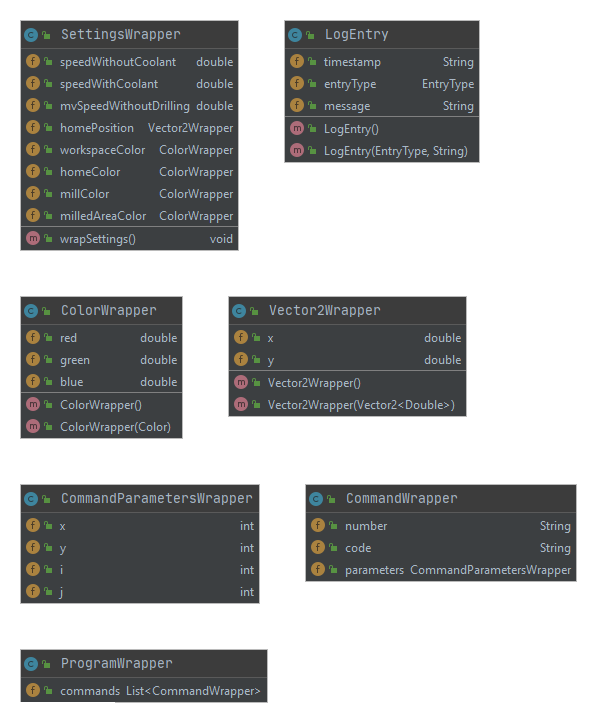 SettingsWrapper
speedWithoutCoolant double
speedWithCoolant double
mvSpeedWithoutDrilling double
homePosition Vector2Wrapper
workspaceColor ColorWrapper
homeColor ColorWrapper
millColor ColorWrapper
milledAreaColor ColorWrapper
wrapSettings() void
LogEntry
timestamp String
entryType EntryType
message String
LogEntry()
LogEntry(EntryType, String)
ColorWrapper
red double
green double
blue double
ColorWrapper()
ColorWrapper(Color)
Vector2Wrapper
x double
y double
Vector2Wrapper()
Vector2Wrapper(Vector2<Double>)
CommandParametersWrapper
x int
y int
i int
j int
CommandWrapper
number String
code String
parameters CommandParametersWrapper
ProgramWrapper
commands List<CommandWrapper>